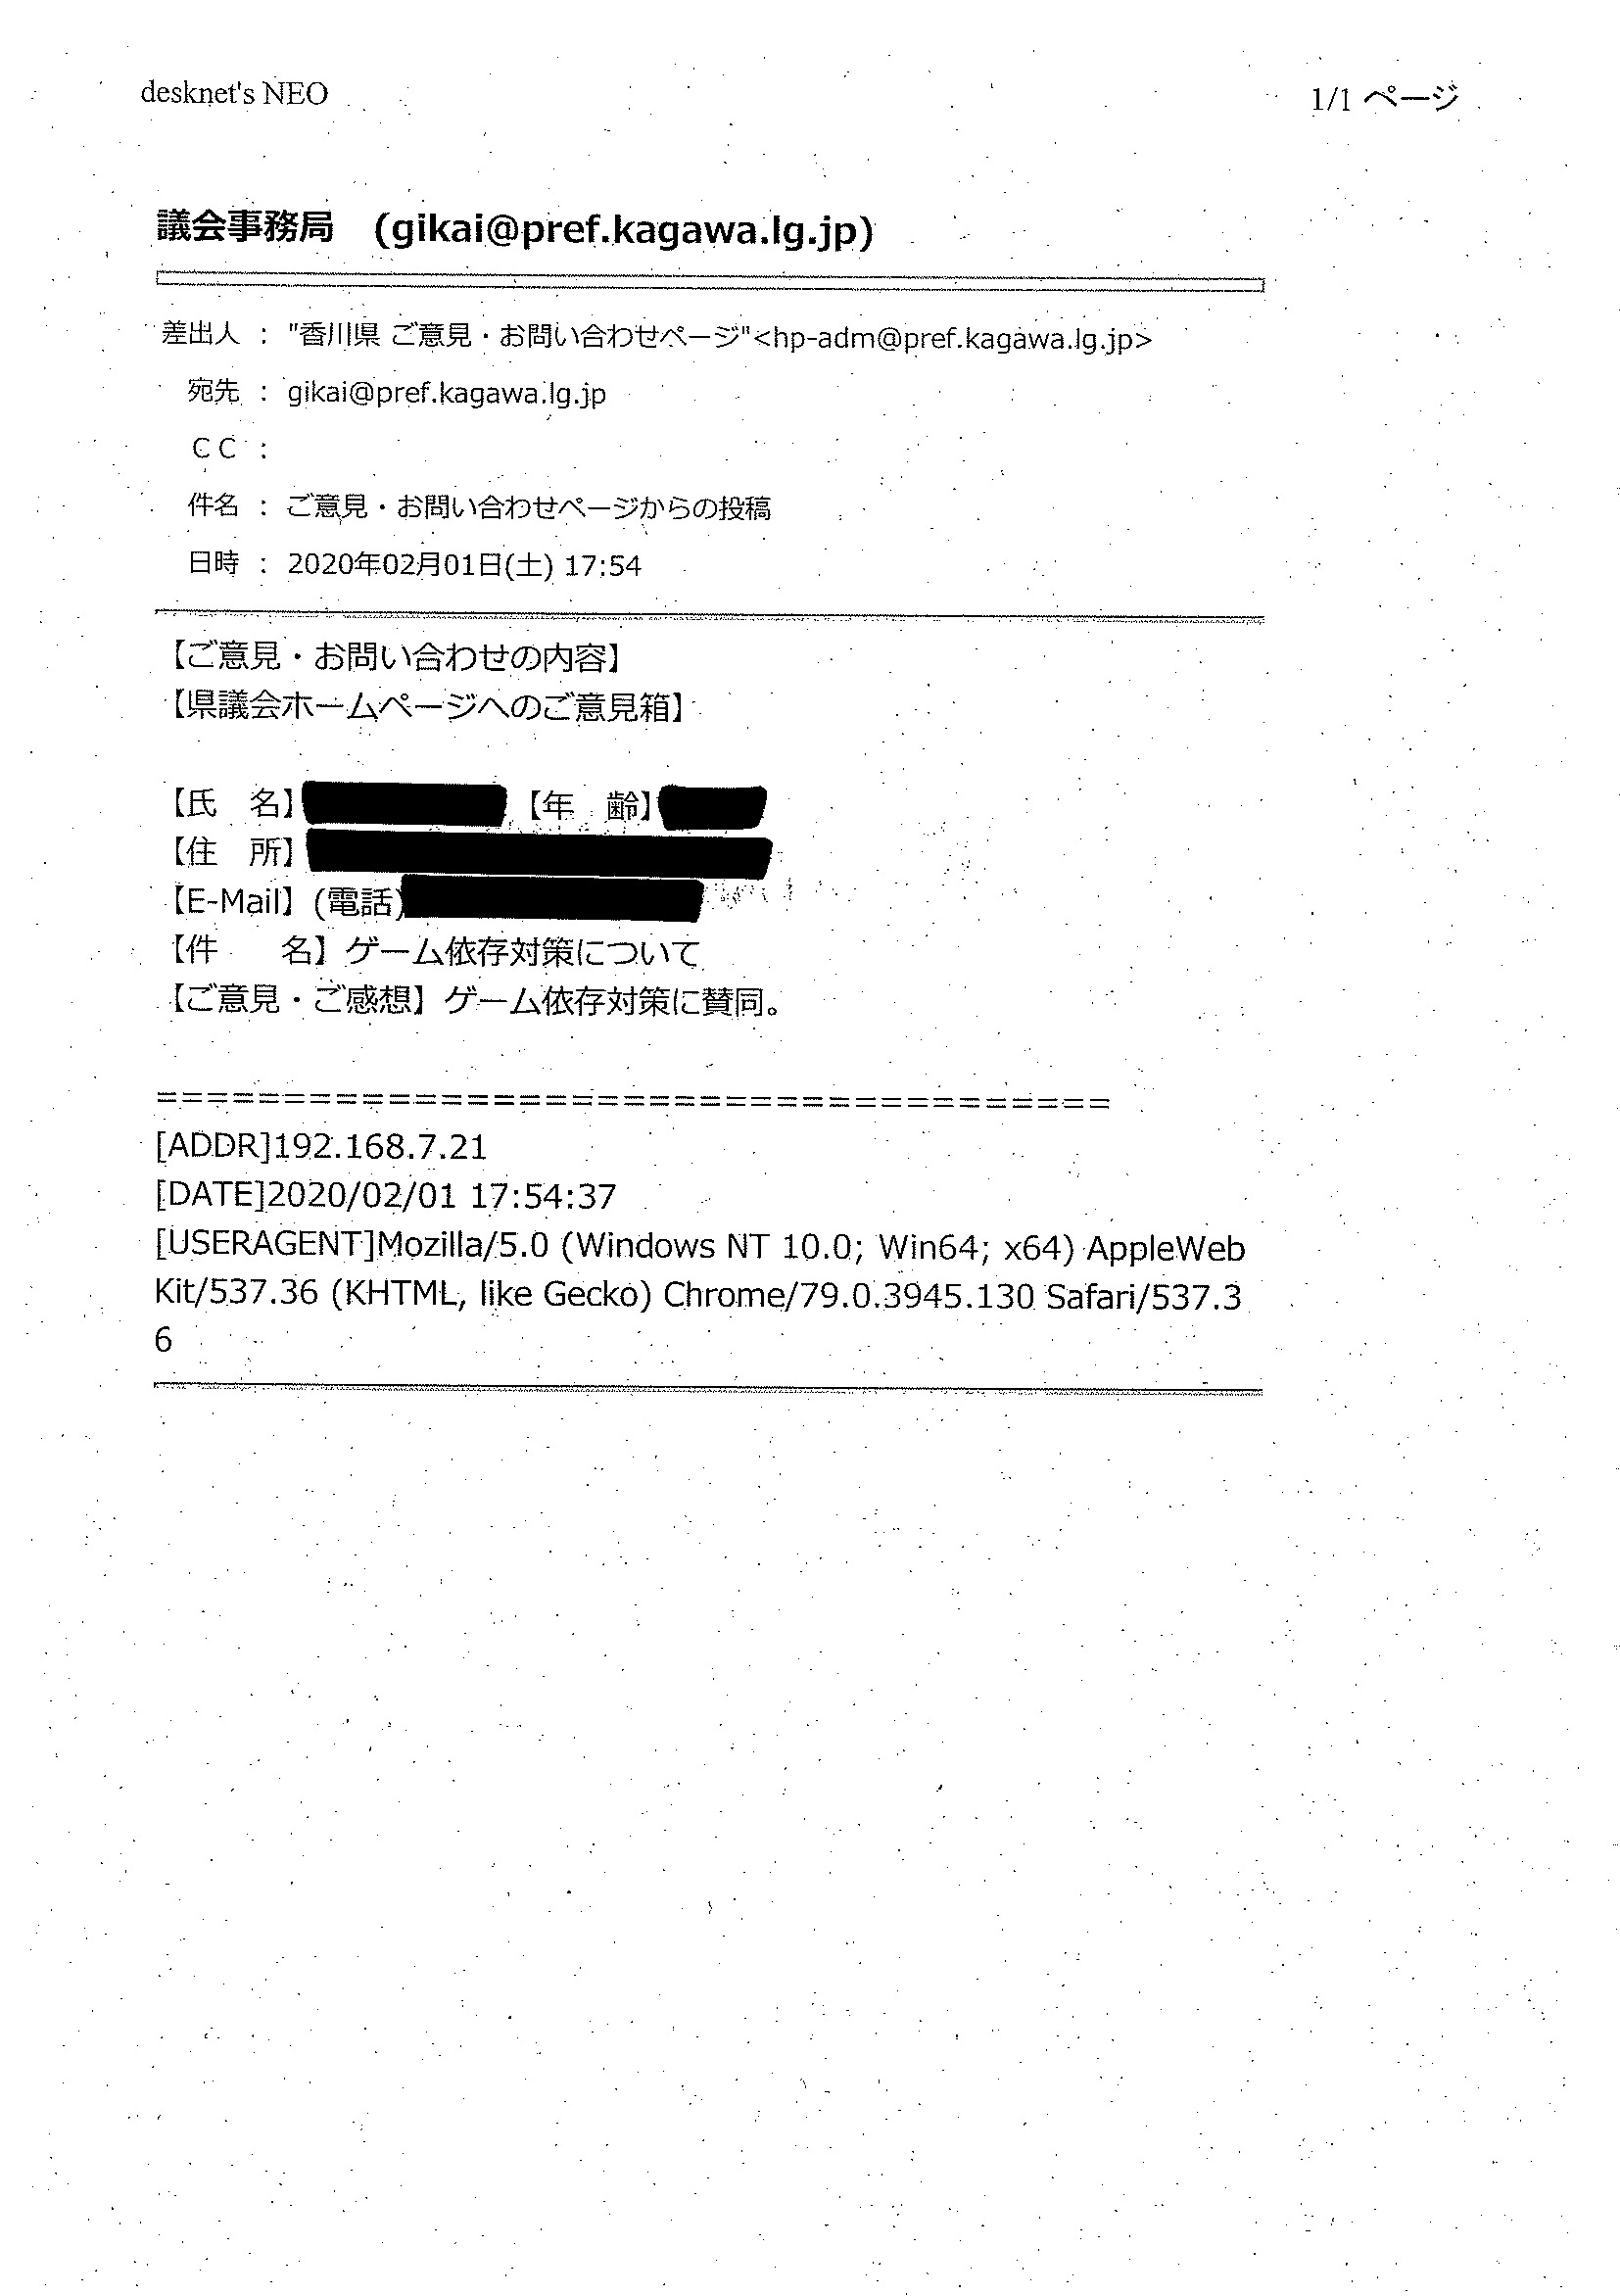 desknet's NEO
1/1 ページ
議会事務局　(gikai@pref.kagawa.lg.jp)
差出人 ： "香川県 ご意見・お問い合わせページ"<hp-adm@pref.kagawa.lg.jp>
宛先 ： gikai@pref.kagawa.lg.jp
ＣＣ ：
件名 ： ご意見・お問い合わせページからの投稿
日時 ： 2020年02月01日(土) 17:54
【ご意見・お問い合わせの内容】
【県議会ホームページへのご意見箱】
【氏　名】 【年　齢】
【住　所】
【E-Mail】(電話)
【件　　名】ゲーム依存対策について
【ご意見・ご感想】ゲーム依存対策に賛同。
=====================================
[ADDR]192.168.7.21
[DATE]2020/02/01 17:54:37
[USERAGENT]Mozilla/5.0 (Windows NT 10.0; Win64; x64) AppleWeb
Kit/537.36 (KHTML, like Gecko) Chrome/79.0.3945.130 Safari/537.3
6